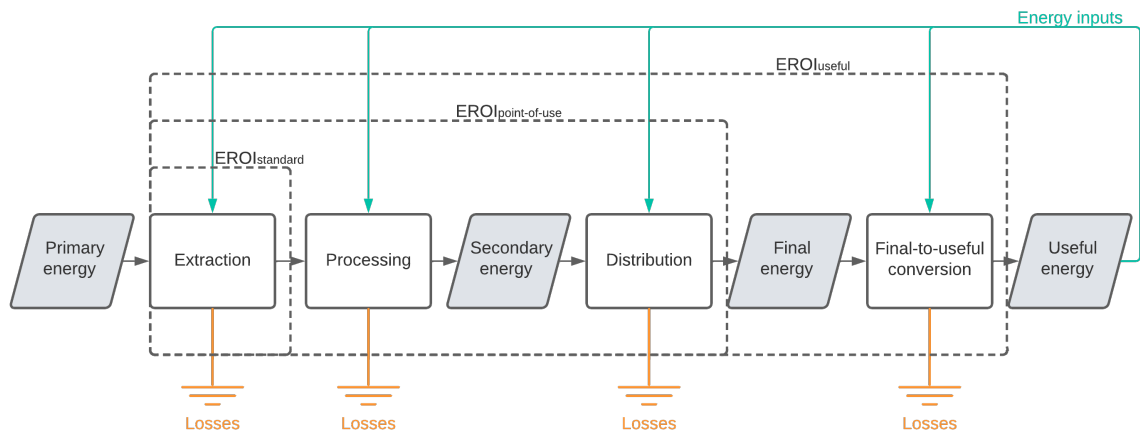 Energy inputs
EROIuseful
EROIpoint-of-use
EROIstandard
Primary
energy
Extraction
Processing
Secondary
energy
Distribution
Final
energy
Final-to-useful
conversion
Useful
energy
Losses
Losses
Losses
Losses